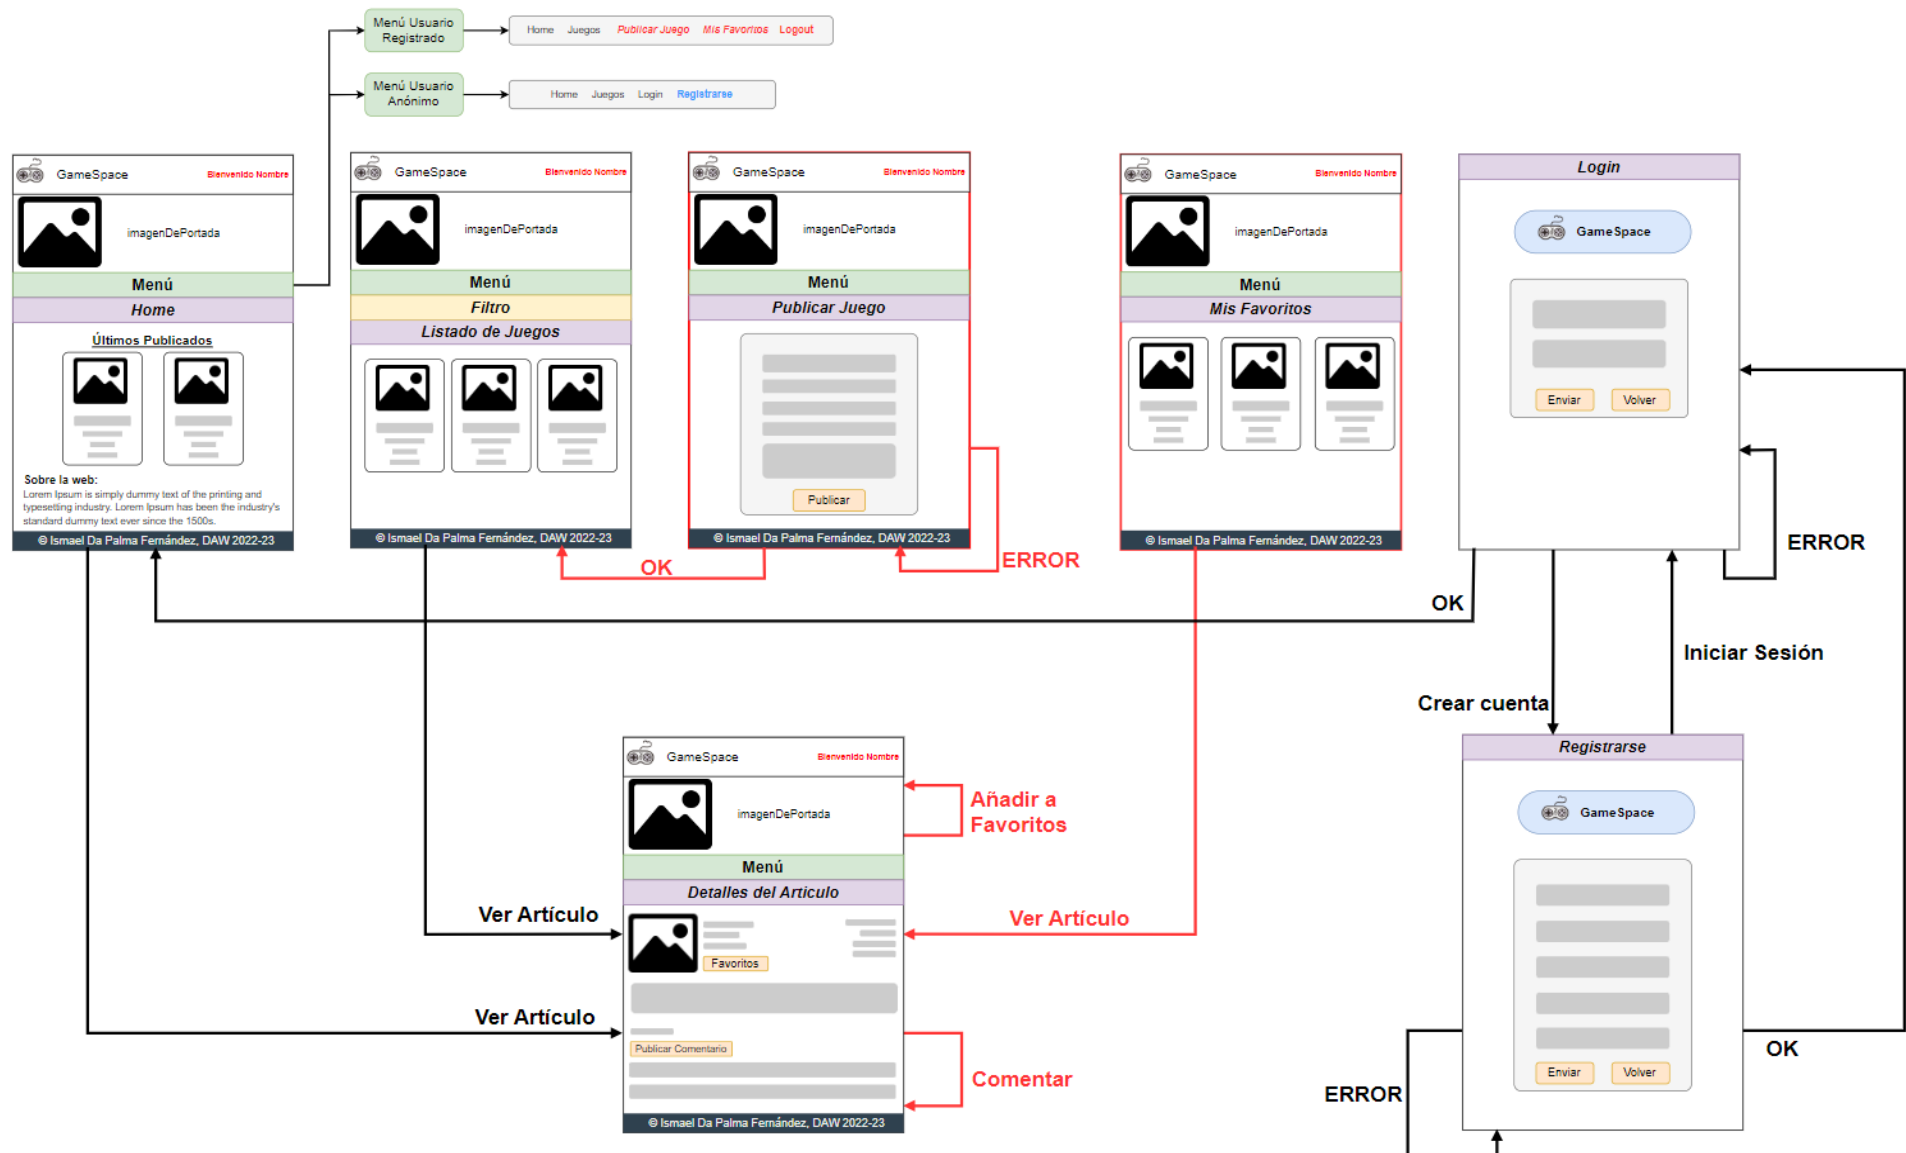 Menú Usuario
Registrado
Home Juegos Publicar Juego Mis Favoritos Logout
Menú Usuario
Anónimo
Home Juegos Login Registrarse
GameSpace
Bienvenido Nombre
imagenDePortada
Menú
Home
Últimos Publicados
Sobre la web:
Lorem Ipsum is simply dummy text of the printing and
typesetting industry. Lorem Ipsum has been the industry's
standard dummy text ever since the 1500s.
© Ismael Da Palma Fernández, DAW 2022-23
GameSpace
Bienvenido Nombre
imagenDePortada
Menú
Filtro
Listado de Juegos
© Ismael Da Palma Fernández, DAW 2022-23
GameSpace
Bienvenido Nombre
imagenDePortada
Menú
Publicar Juego
Publicar
© Ismael Da Palma Fernández, DAW 2022-23
OK
ERROR
GameSpace
Bienvenido Nombre
imagenDePortada
Menú
Mis Favoritos
© Ismael Da Palma Fernández, DAW 2022-23
Login
GameSpace
Enviar
Volver
ERROR
OK
Iniciar Sesión
Crear cuenta
GameSpace
Bienvenido Nombre
imagenDePortada
Menú
Detalles del Articulo
Favoritos
Publicar Comentario
© Ismael Da Palma Fernández, DAW 2022-23
Añadir a
Favoritos
Ver Artículo
Ver Artículo
Ver Artículo
Comentar
Registrarse
GameSpace
Enviar
Volver
OK
ERROR